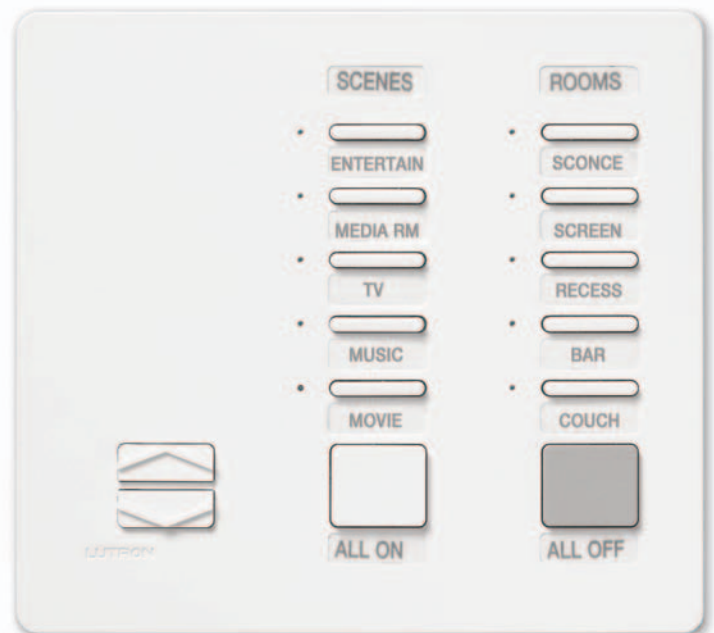 SCENES ROOMS
ENTERTAIN SCONCE
MEDIA RM SCREEN
TV RECESS
MUSIC BAR
MOVIE COUCH
LUTRON ALL ON ALL OFF